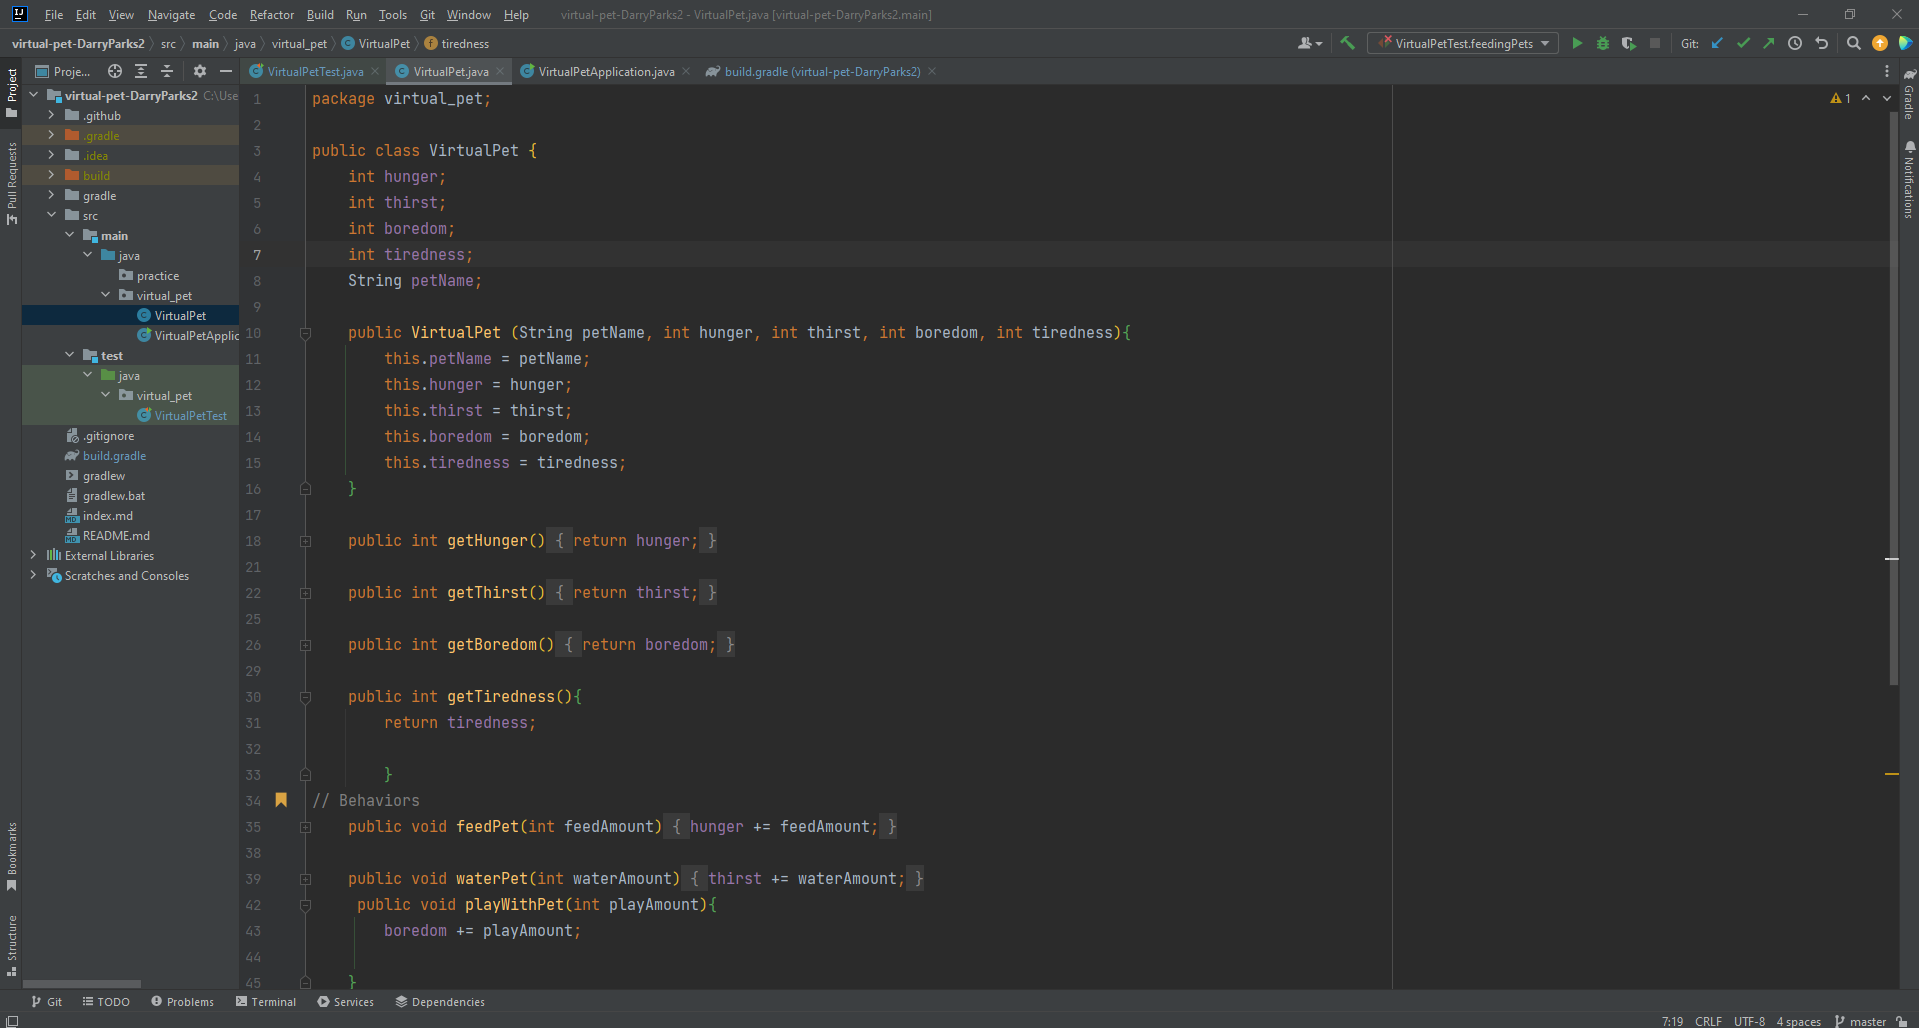 File Edit View Navigate Code Refactor Build Run Tools Git Window Help virtual-pet-DarryParks2 - VirtualPet.java [virtual-pet-DarryParks2.main]
virtual-pet-DarryParks2 src main java virtual_pet VirtualPet tiredness VirtualPetTest.feedingPets Git:
Proje... VirtualPetTest.java VirtualPet.java VirtualPetApplication.java build.gradle (virtual-pet-DarryParks2)
Project
Pull Requests
Bookmarks
Structure
virtual-pet-DarryParks2 C:\Use
.github
.gradle
.idea
build
gradle
src
main
java
practice
virtual_pet
VirtualPet
VirtualPetApplic
test
java
virtual_pet
VirtualPetTest
.gitignore
build.gradle
gradlew
gradlew.bat
index.md
README.md
External Libraries
Scratches and Consoles
1 package virtual_pet;
2
3 public class VirtualPet {
4 int hunger;
5 int thirst;
6 int boredom;
7 int tiredness;
8 String petName;
9
10 public VirtualPet (String petName, int hunger, int thirst, int boredom, int tiredness){
11 this.petName = petName;
12 this.hunger = hunger;
13 this.thirst = thirst;
14 this.boredom = boredom;
15 this.tiredness = tiredness;
16 }
17
18 public int getHunger() { return hunger; }
21
22 public int getThirst() { return thirst; }
25
26 public int getBoredom() { return boredom; }
29
30 public int getTiredness(){
31 return tiredness;
32
33 }
34 // Behaviors
35 public void feedPet(int feedAmount) { hunger += feedAmount; }
38
39 public void waterPet(int waterAmount) { thirst += waterAmount; }
42 public void playWithPet(int playAmount){
43 boredom += playAmount;
44
45 }
1
Gradle
Notifications
Git TODO Problems Terminal Services Dependencies
7:19 CRLF UTF-8 4 spaces master